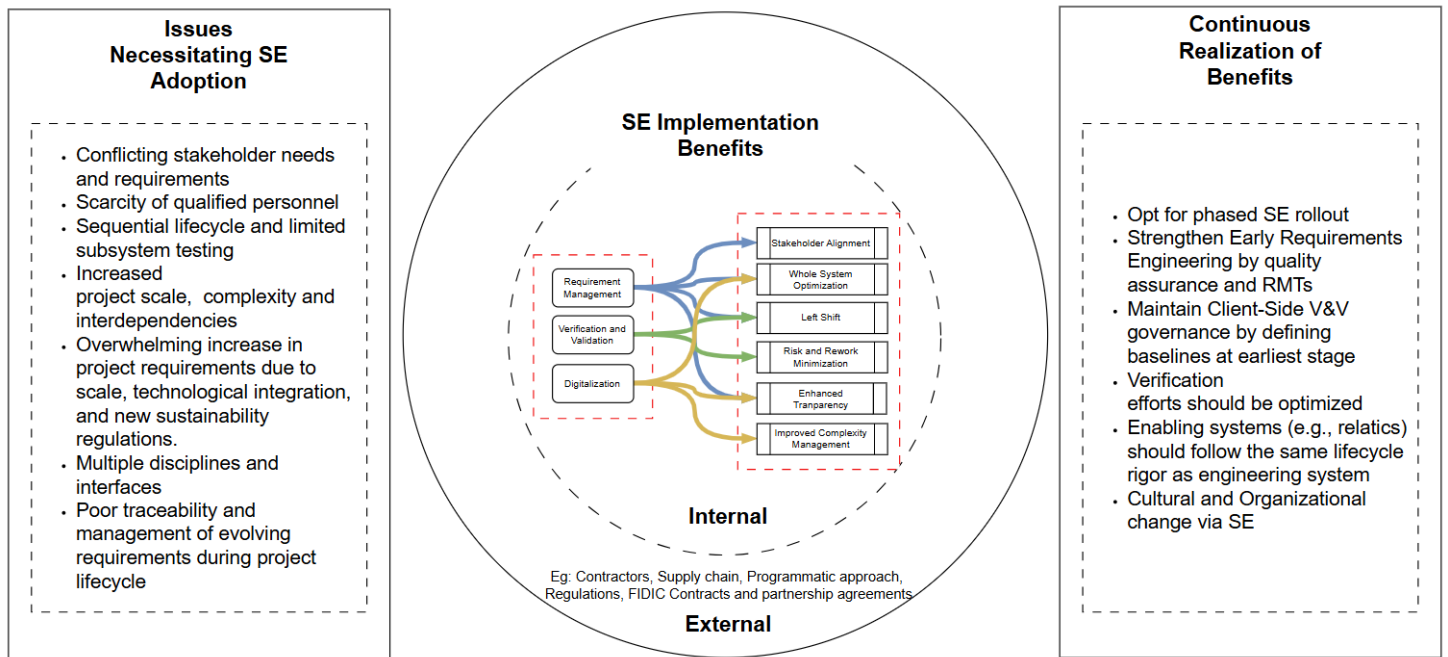 Issues
Necessitating SE
Adoption
• Conflicting stakeholder needs
and requirements
• Scarcity of qualified personnel
• Sequential lifecycle and limited
subsystem testing
• Increased
project scale, complexity and
interdependencies
• Overwhelming increase in
project requirements due to
scale, technological integration,
and new sustainability
regulations.
• Multiple disciplines and
interfaces
• Poor traceability and
management of evolving
requirements during project
lifecycle
SE Implementation
Benefits
Requirement
Management
Verification and
Validation
Digitalization
Stakeholder Alignment
Whole System
Optimization
Left Shift
Risk and Rework
Minimization
Enhanced
Tranparency
Improved Complexity
Management
Internal
Eg: Contractors, Supply chain, Programmatic approach,
Regulations, FIDIC Contracts and partnership agreements
External
Continuous
Realization of
Benefits
• Opt for phased SE rollout
• Strengthen Early Requirements
Engineering by quality
assurance and RMTs
• Maintain Client-Side V&V
governance by defining
baselines at earliest stage
• Verification
efforts should be optimized
• Enabling systems (e.g., relatics)
should follow the same lifecycle
rigor as engineering system
• Cultural and Organizational
change via SE